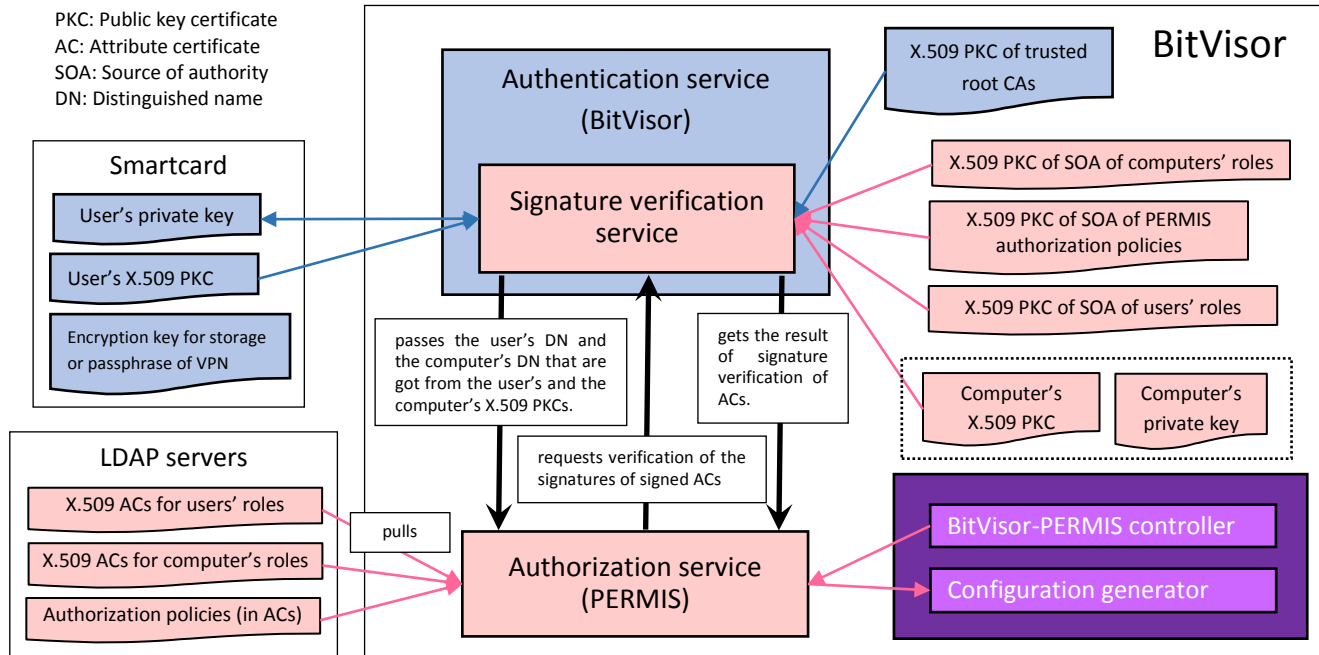 PKC: Public key certificate
AC: Attribute certificate
SOA: Source of authority
DN: Distinguished name
BitVisor
Authentication service
(BitVisor)
Signature verification
service
X.509 PKC of trusted
root CAs
X.509 PKC of SOA of computers’ roles
X.509 PKC of SOA of PERMIS
authorization policies
X.509 PKC of SOA of users’ roles
Computer’s
X.509 PKC
Computer’s
private key
Smartcard
User’s private key
User’s X.509 PKC
Encryption key for storage
or passphrase of VPN
passes the user’s DN and
the computer’s DN that are
got from the user’s and the
computer’s X.509 PKCs.
gets the result
of signature
verification of
ACs.
requests verification of the
signatures of signed ACs
LDAP servers
X.509 ACs for users’ roles
X.509 ACs for computer’s roles
Authorization policies (in ACs)
pulls
Authorization service
(PERMIS)
BitVisor-PERMIS controller
Configuration generator